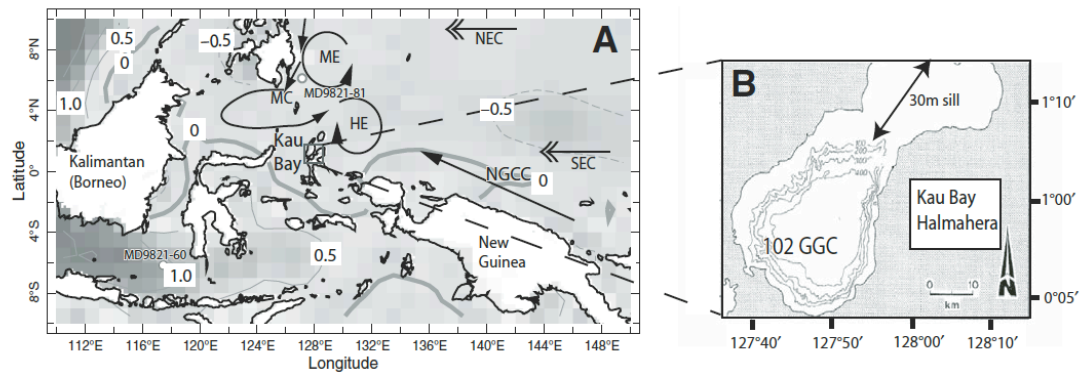 A
0.5
0
1.0
−0.5
ME
MC
MD9821-81
HE
NEC
−0.5
0
Kau
Bay
SEC
NGCC
0
Kalimantan
(Borneo)
MD9821-60
1.0
0.5
New
Guinea
8°N
4°N
0°
4°S
8°S
Latitude
112°E 116°E 120°E 124°E 128°E 132°E 136°E 140°E 144°E 148°E
Longitude
B
30m sill
102 GGC
Kau Bay
Halmahera
0 10
km
1°10′
1°00′
0°05′
127°40′ 127°50′ 128°00′ 128°10′